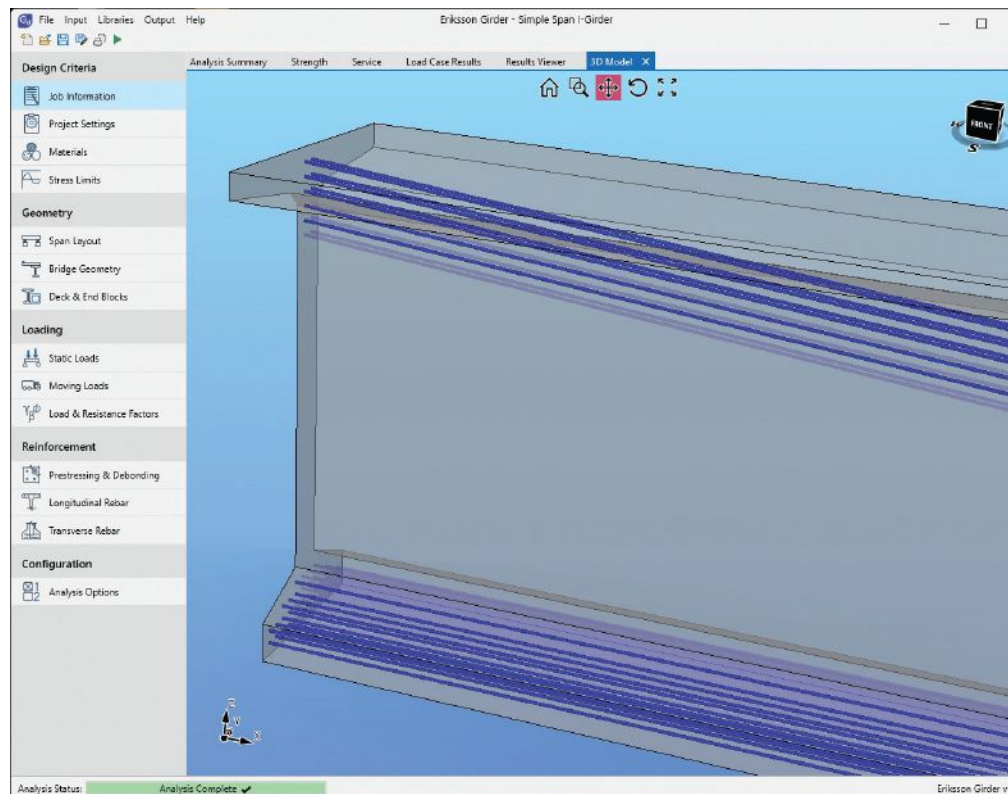 File Input Libraries Output Help
Eriksson Girder - Simple Span I-Girder
Design Criteria
Job Information
Project Settings
Materials
Stress Limits
Geometry
Span Layout
Bridge Geometry
Deck & End Blocks
Loading
Static Loads
Moving Loads
Load & Resistance Factors
Reinforcement
Prestressing & Debonding
Longitudinal Rebar
Transverse Rebar
Configuration
Analysis Options
Analysis Summary Strength Service Load Case Results Results Viewer 3D Model X
FRONT
S
Z
Y
X
Analysis Status: Analysis Complete ✓
Eriksson Girder